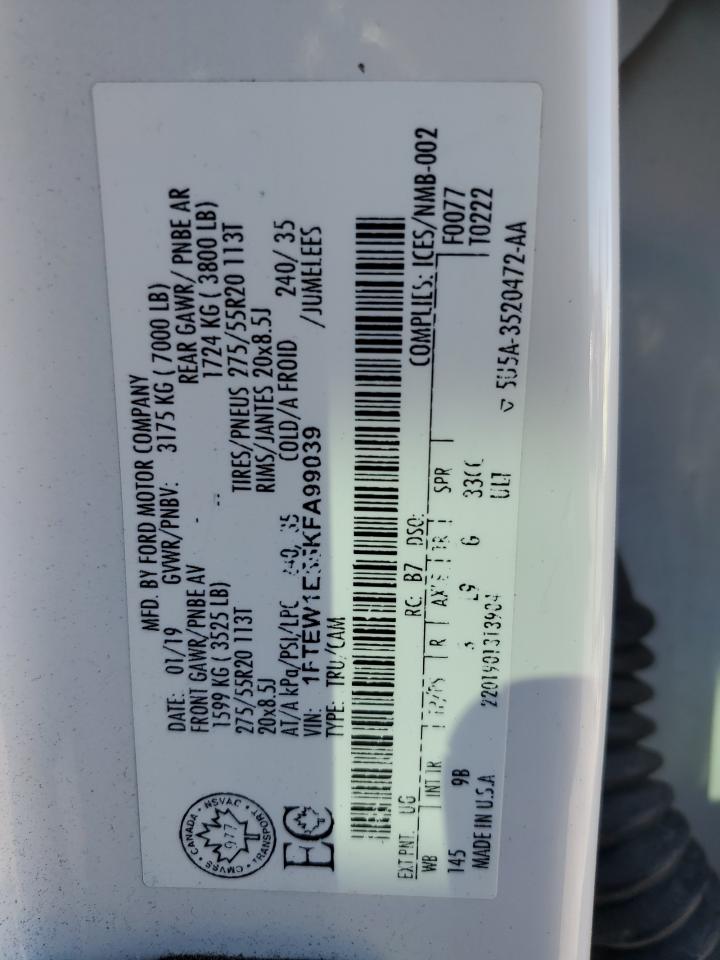 MFD. BY FORD MOTOR COMPANY
DATE: 01/19 GVWR/PNBV: 3175 KG ( 7000 LB)
FRONT GAWR/PNBE AV REAR GAWR/ PNBE AR
1599 KG ( 3525 LB) 1724 KG ( 3800 LB)
275/55R20 113T TIRES/PNEUS 275/55R20 113T
20x8.5J RIMS/JANTES 20x8.5J
AT/A kPa/PSI/LPC 240/ 35 COLD/A FROID 240/ 35
VIN: /JUMELEES
TYPE: TRU/CAM
COMPLIES: ICES/NMB-002
EXT PNT: UG RC: B7 DSO: F0077
WB INT TR R SPR T0222
145 9B
MADE IN U.S.A 5U5A-3520472-AA
CANADA · NSVAC · TRANSPORT · CMVSS
977
EC